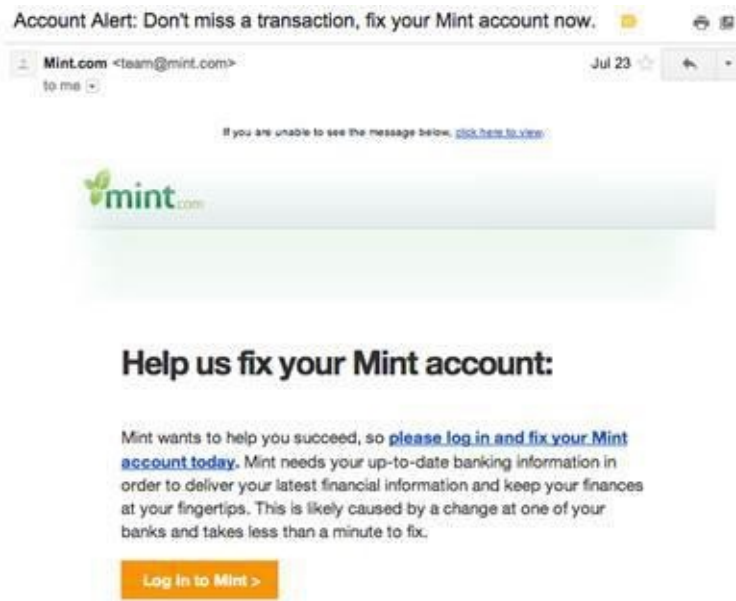 Account Alert: Don't miss a transaction, fix your Mint account now.
Mint.com <team@mint.com>
Jul 23
to me
If you are unable to see the message below, click here to view.
mint.com
Help us fix your Mint account:
Mint wants to help you succeed, so please log in and fix your Mint
account today. Mint needs your up-to-date banking information in
order to deliver your latest financial information and keep your finances
at your fingertips. This is likely caused by a change at one of your
banks and takes less than a minute to fix.
Log in to Mint >